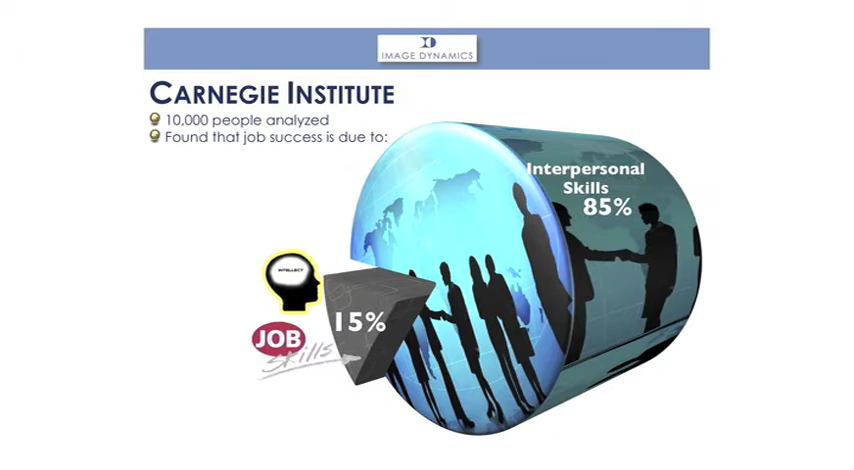 IMAGE DYNAMICS
CARNEGIE INSTITUTE
10,000 people analyzed
Found that job success is due to:
Interpersonal
Skills
85%
INTELLECT
15%
JOB
Skills